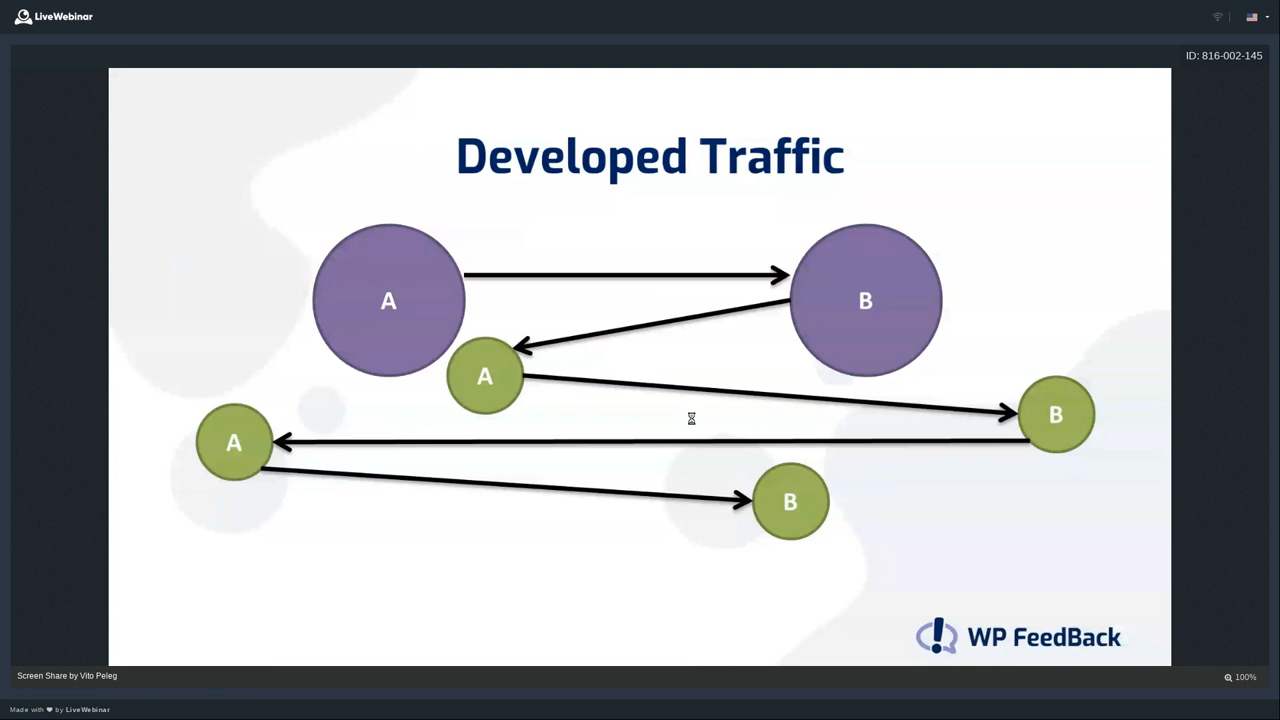 LiveWebinar
ID: 816-002-145
Developed Traffic
A
B
A
B
A
B
WP FeedBack
Screen Share by Vito Peleg
100%
Made with ❤ by LiveWebinar